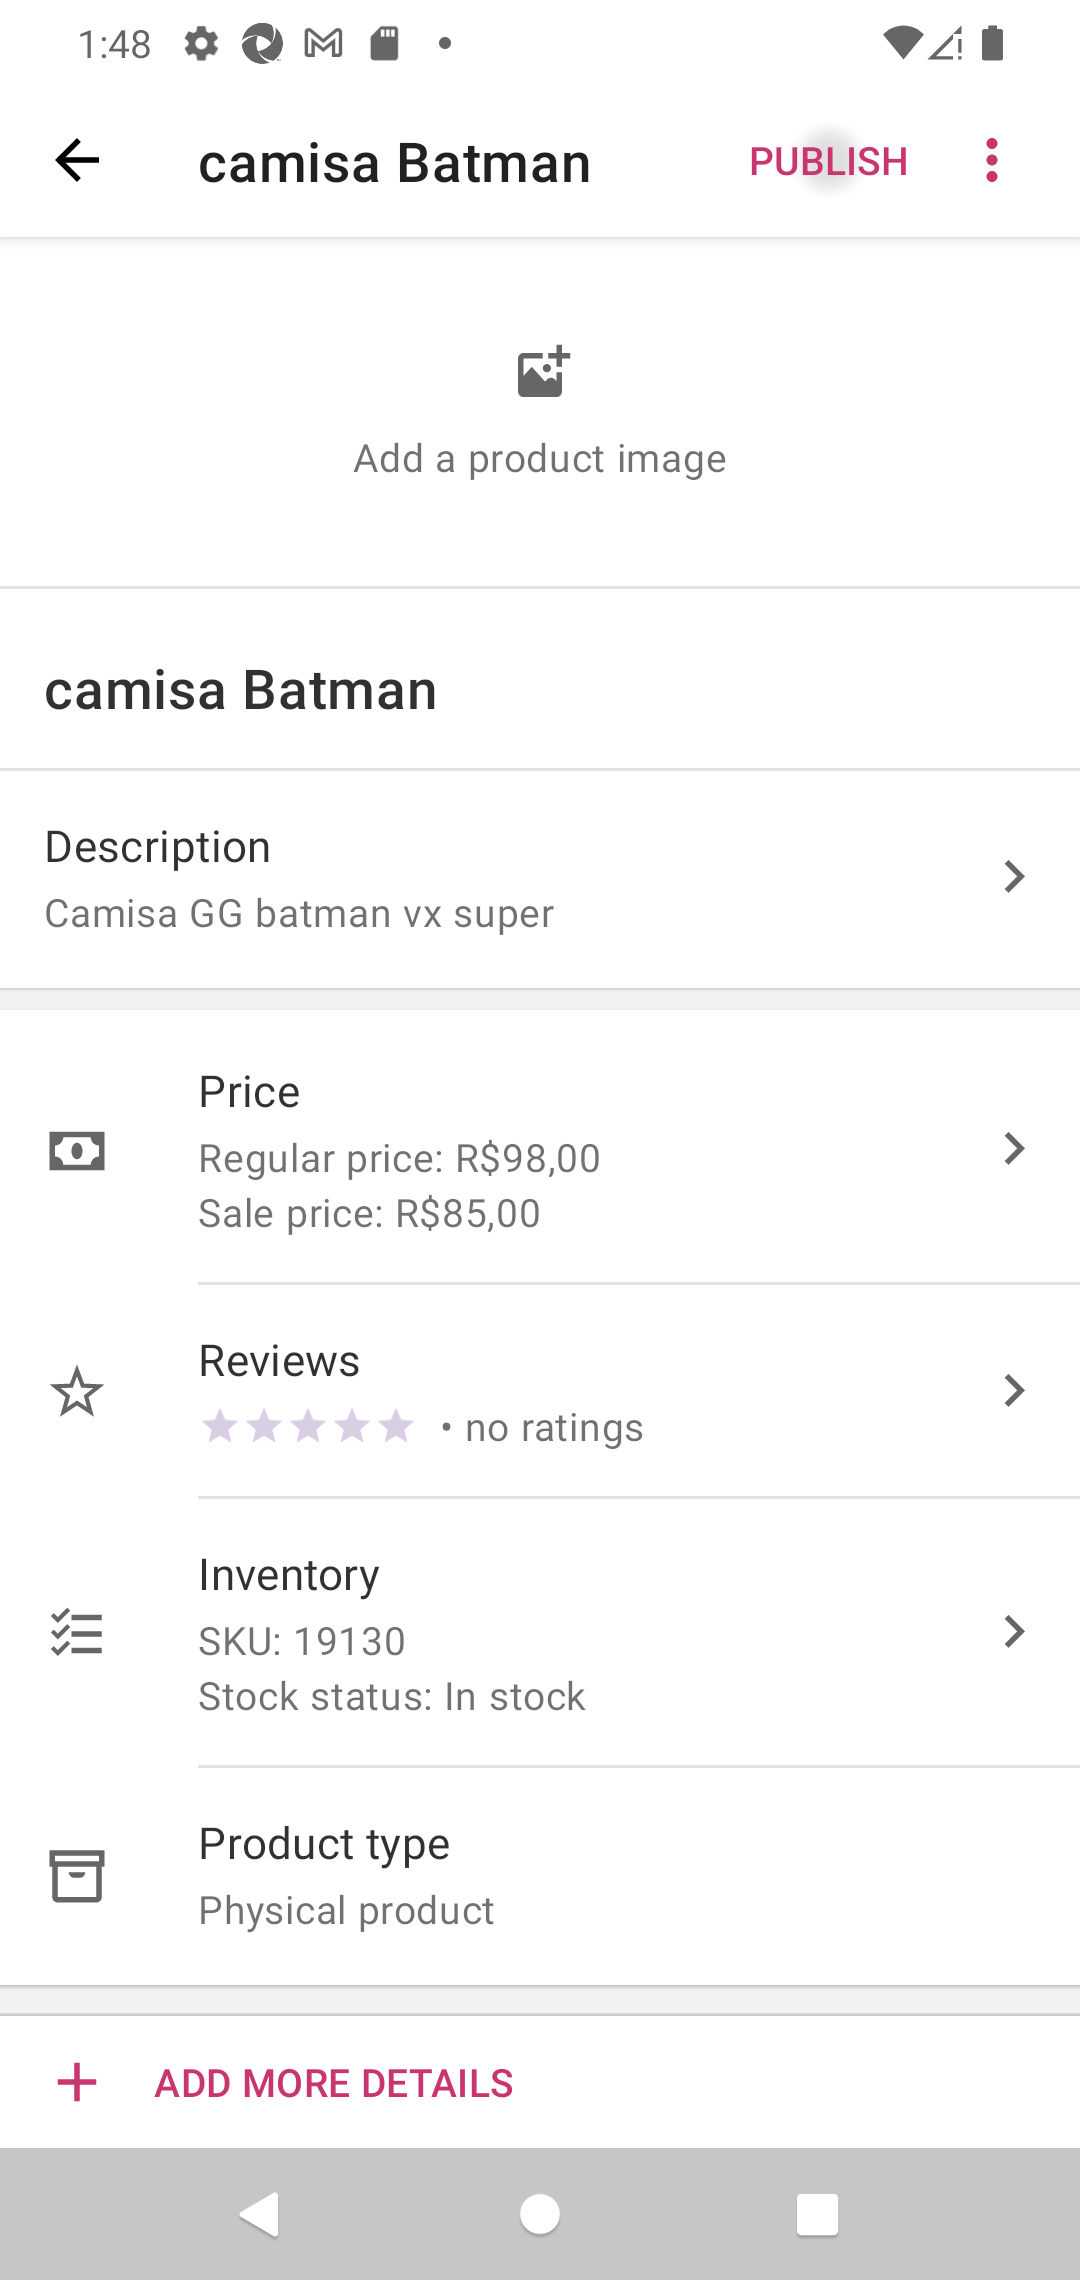 1:48
camisa Batman
PUBLISH
Add a product image
camisa Batman
Description
Camisa GG batman vx super
Price
Regular price: R$98,00
Sale price: R$85,00
Reviews
• no ratings
Inventory
SKU: 19130
Stock status: In stock
Product type
Physical product
ADD MORE DETAILS